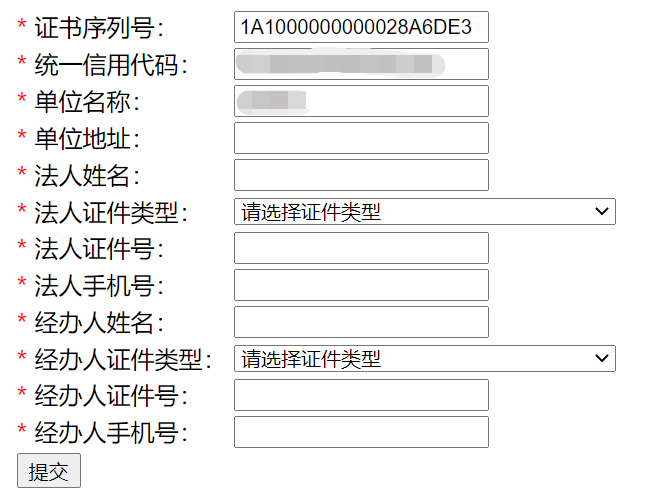 * 证书序列号： 1A1000000000028A6DE3
* 统一信用代码：
* 单位名称：
* 单位地址：
* 法人姓名：
* 法人证件类型： 请选择证件类型
* 法人证件号：
* 法人手机号：
* 经办人姓名：
* 经办人证件类型： 请选择证件类型
* 经办人证件号：
* 经办人手机号：
提交